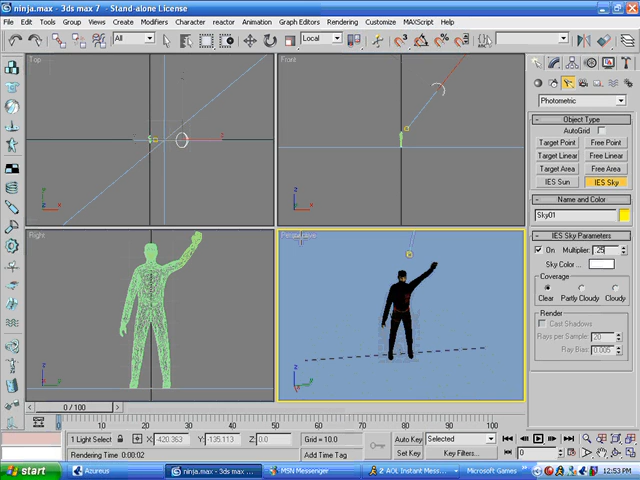 ninja.max - 3ds max 7 - Stand-alone License
File Edit Tools Group Views Create Modifiers Character reactor Animation Graph Editors Rendering Customize MAXScript Help
All Local
Top
Front
Right
Perspective
Photometric
Object Type
AutoGrid
Target Point Free Point
Target Linear Free Linear
Target Area Free Area
IES Sun IES Sky
Name and Color
Sky01
IES Sky Parameters
On Multiplier: .25
Sky Color ...
Coverage
Clear Partly Cloudy Cloudy
Render
Cast Shadows
Rays per Sample: 20
Ray Bias: 0.005
0 / 100
0 10 20 30 40 50 60 70 80 90 100
1 Light Select X: -420.363 Y: -135.113 Z: 0.0 Grid = 10.0 Auto Key Selected
Rendering Time 0:00:02 Add Time Tag Set Key Key Filters... 0
start Azureus ninja.max - 3ds max ... MSN Messenger 2 AOL Instant Mess... Microsoft Games 12:53 PM